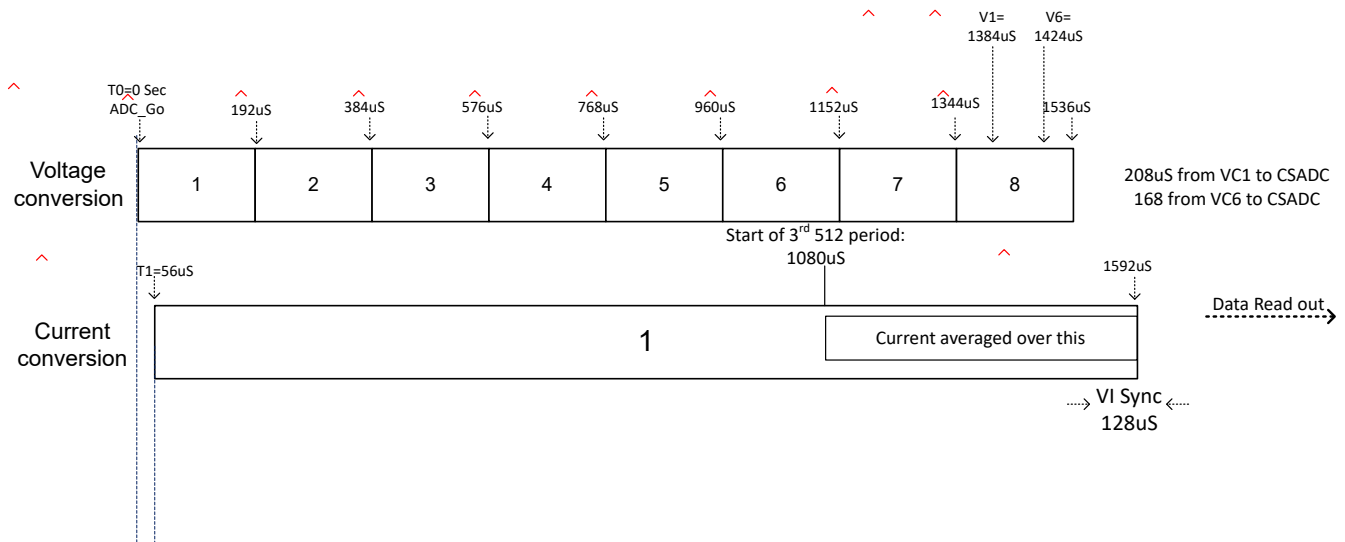 V1=
1384uS
V6=
1424uS
T0=0 Sec
ADC_Go
192uS
384uS
576uS
768uS
960uS
1152uS
1344uS
1536uS
Voltage
conversion
1
2
3
4
5
6
7
8
208uS from VC1 to CSADC
168 from VC6 to CSADC
Start of 3rd 512 period:
1080uS
T1=56uS
1592uS
Current
conversion
1
Current averaged over this
Data Read out
VI Sync
128uS